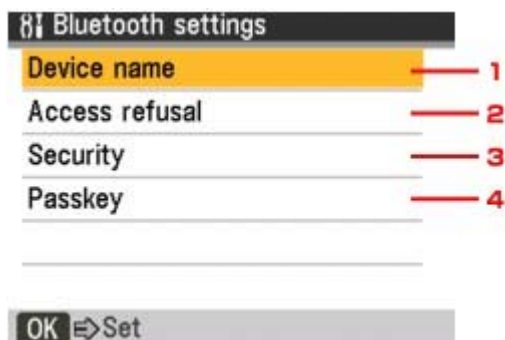 Bluetooth settings
Device name 1
Access refusal 2
Security 3
Passkey 4
OK Set